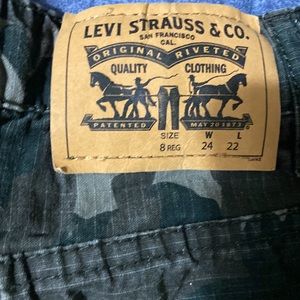 LEVI STRAUSS & CO.
SAN FRANCISCO
CAL.
ORIGINAL RIVETED
QUALITY CLOTHING
PATENTED MAY 20 1873
SIZE W L
8 REG 24 22